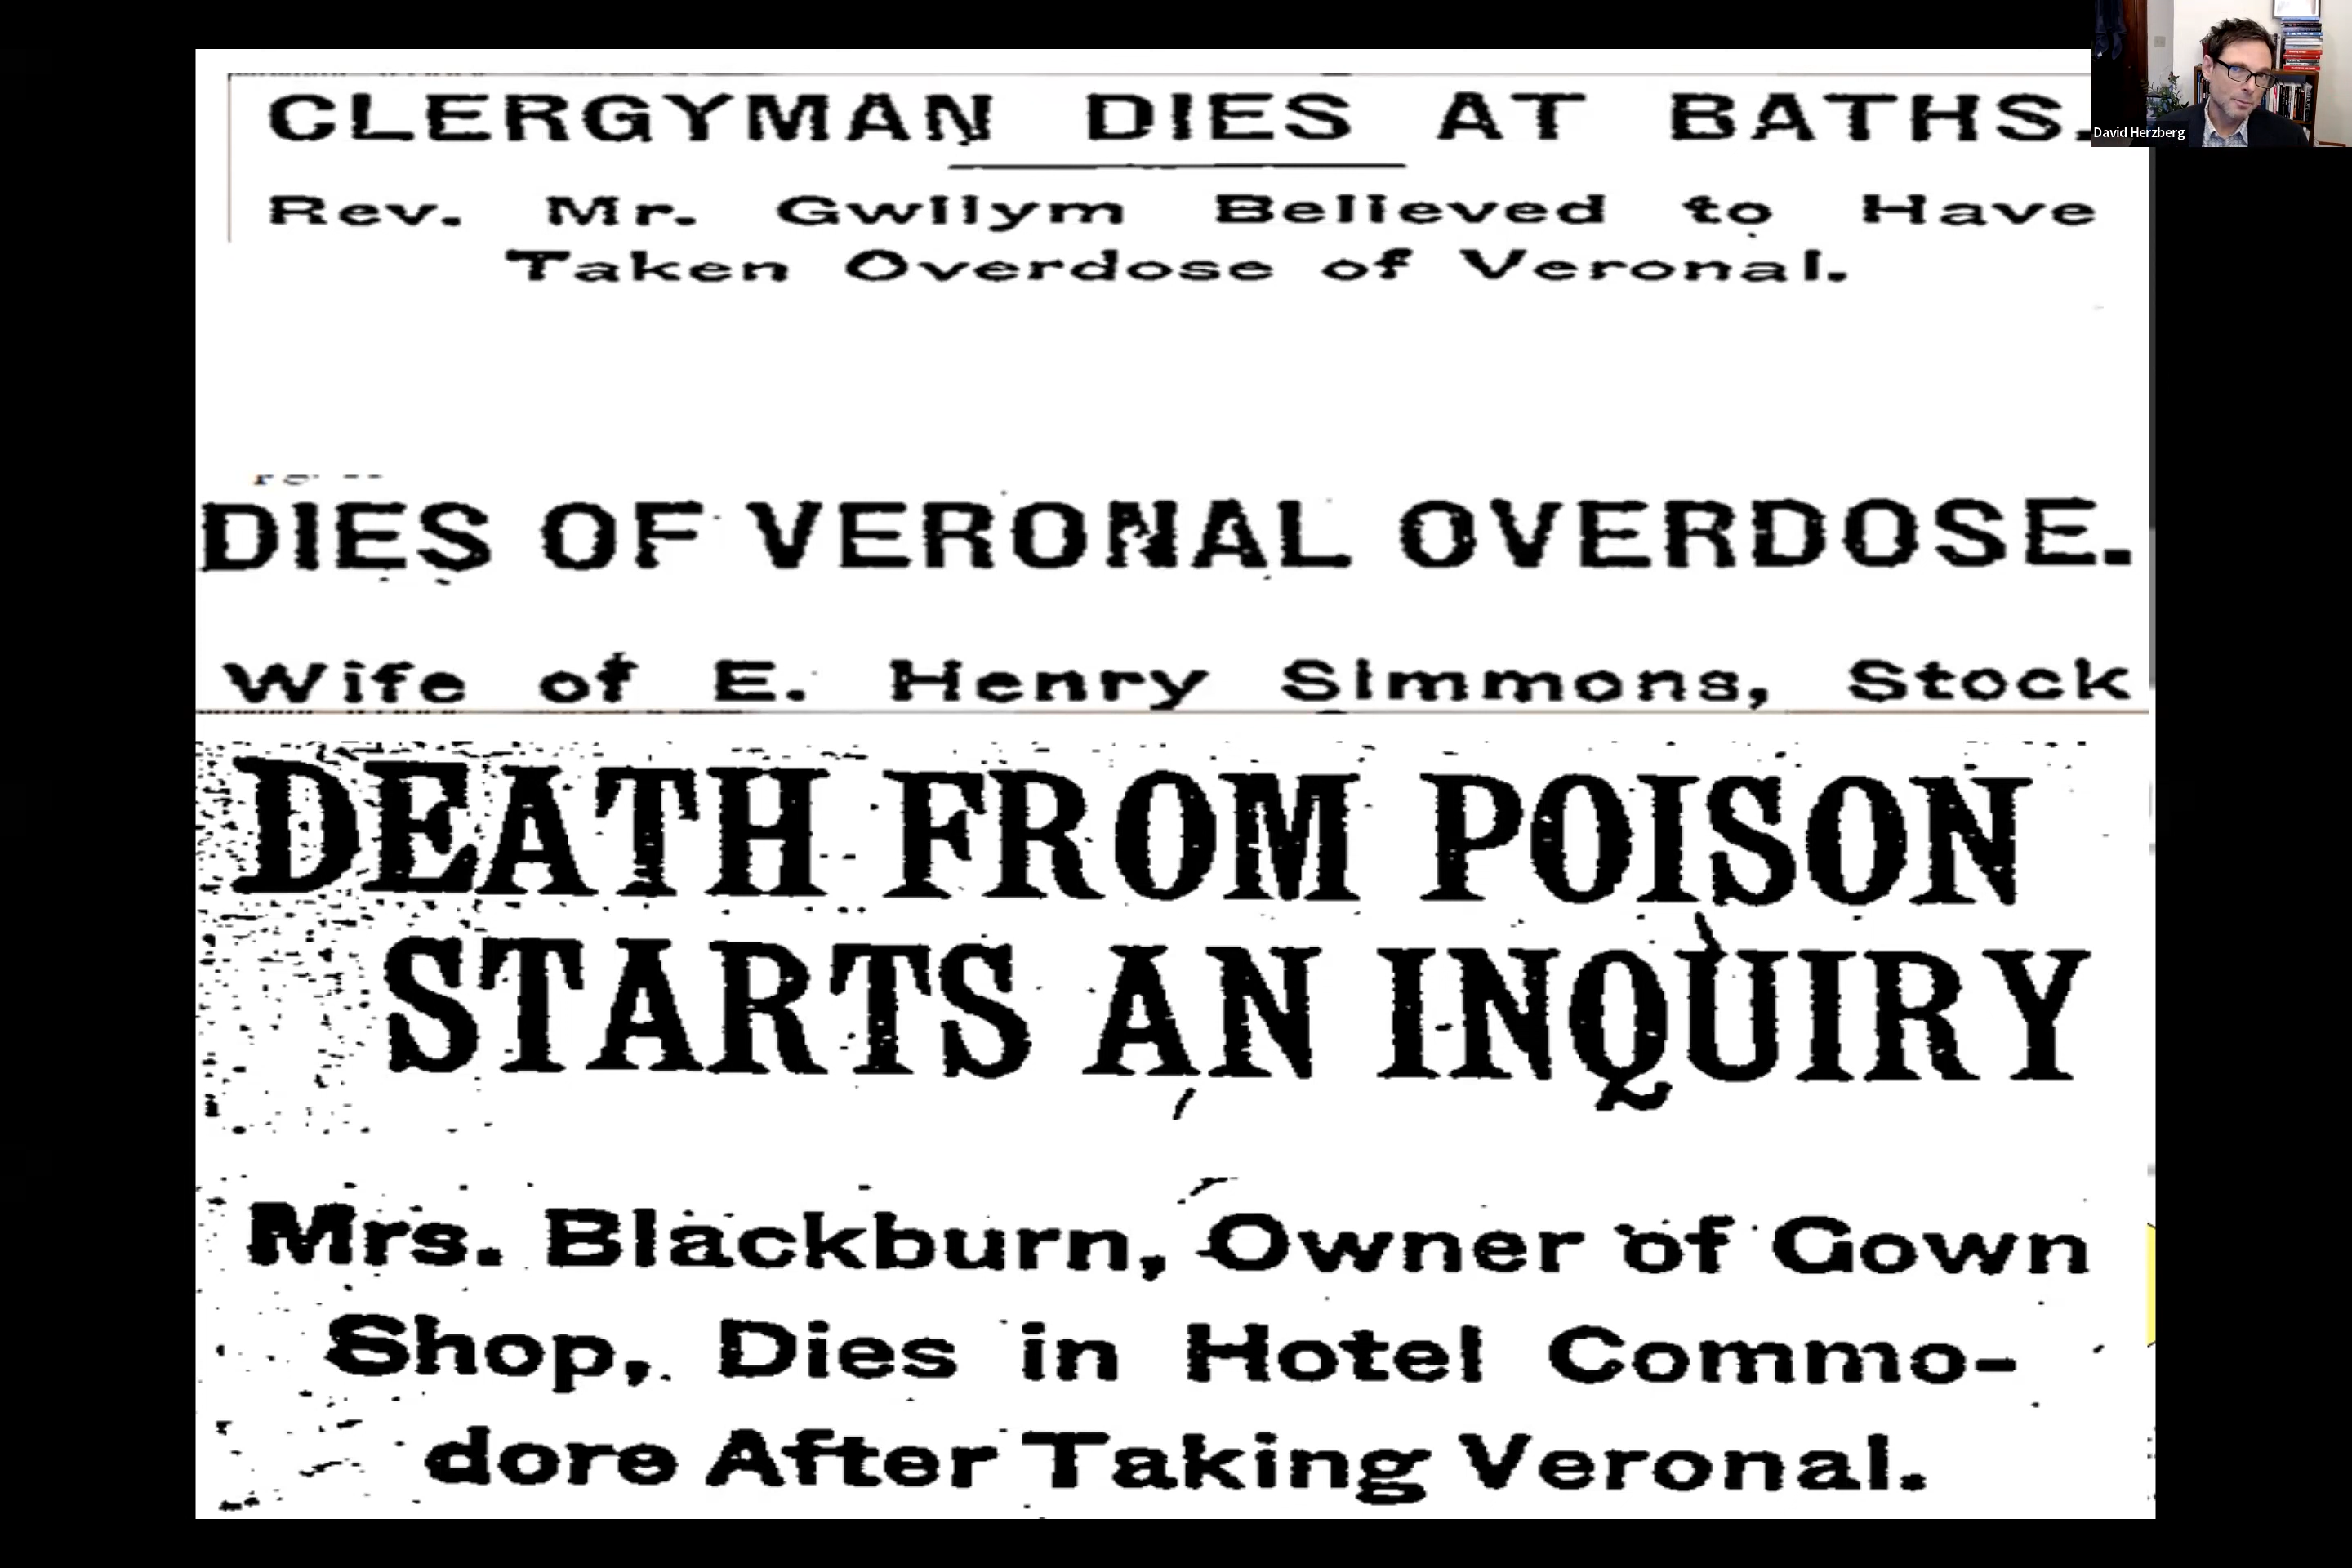 CLERGYMAN DIES AT BATHS.
Rev. Mr. Gwilym Believed to Have
Taken Overdose of Veronal.
DIES OF VERONAL OVERDOSE.
Wife of E. Henry Simmons, Stock
DEATH FROM POISON
STARTS AN INQUIRY
Mrs. Blackburn, Owner of Gown
Shop, Dies in Hotel Commo-
dore After Taking Veronal.
David Herzberg